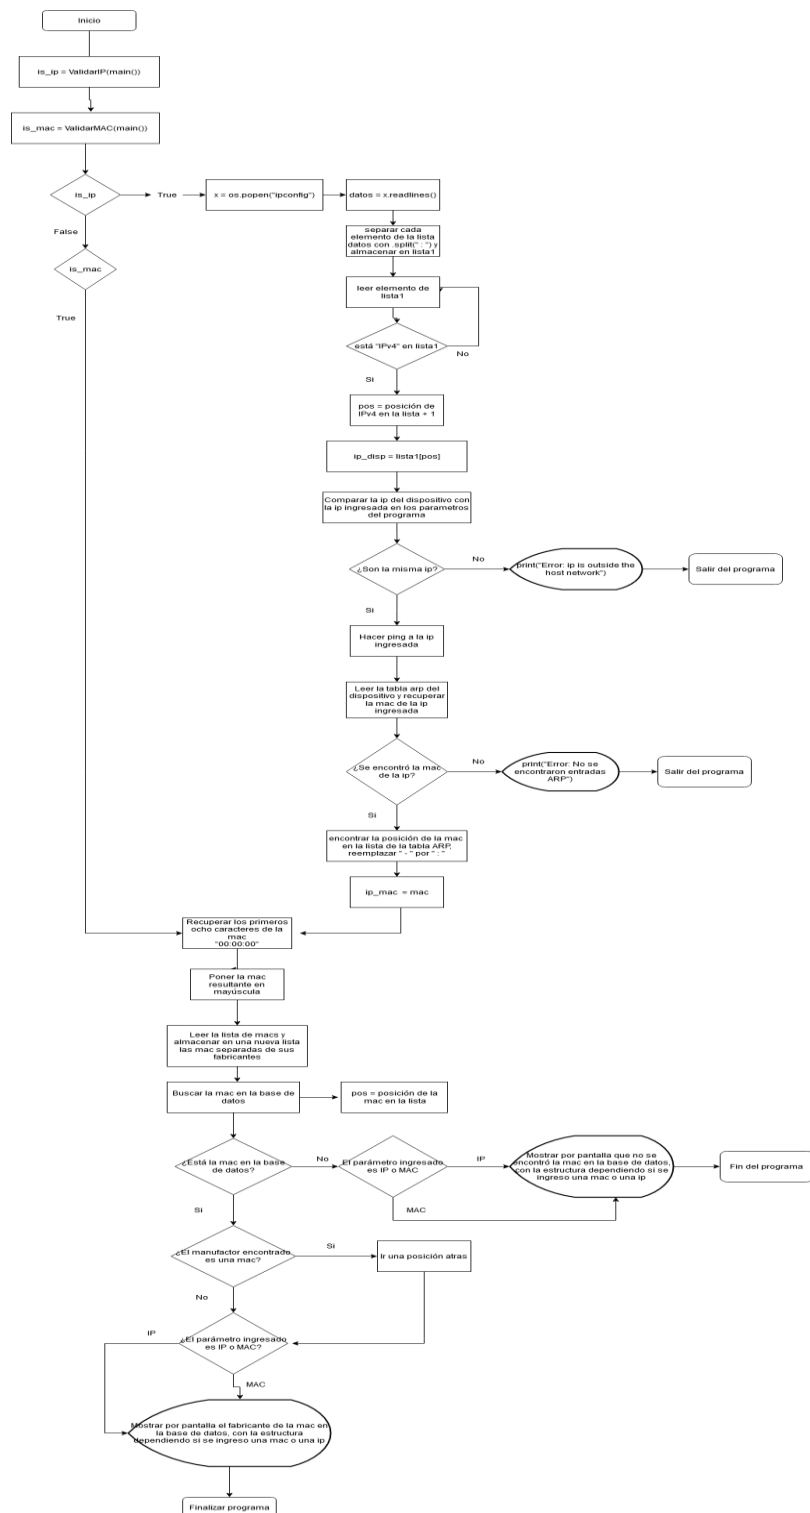 Inicio
is_ip = ValidarIP(main())
is_mac = ValidarMAC(main())
is_ip
True
x = os.popen("ipconfig")
datos = x.readlines()
False
separar cada
elemento de la lista
datos con .split(" : ") y
almacenar en lista1
is_mac
True
leer elemento de
lista1
está "IPv4" en lista1
No
Si
pos = posición de
IPv4 en la lista + 1
ip_disp = lista1[pos]
Comparar la ip del dispositivo con
la ip ingresada en los parametros
del programa
¿Son la misma ip?
No
print("Error: ip is outside the
host network")
Salir del programa
Si
Hacer ping a la ip
ingresada
Leer la tabla arp del
dispositivo y recuperar
la mac de la ip
ingresada
¿Se encontró la mac
de la ip?
No
print("Error: No se
encontraron entradas
ARP")
Salir del programa
Si
encontrar la posición de la mac
en la lista de la tabla ARP,
reemplazar " - " por " : "
ip_mac = mac
Recuperar los primeros
ocho caracteres de la
mac
"00:00:00"
Poner la mac
resultante en
mayúscula
Leer la lista de macs y
almacenar en una nueva lista
las mac separadas de sus
fabricantes
Buscar la mac en la base de
datos
pos = posición de la
mac en la lista
¿Está la mac en la base
de datos?
No
El parámetro ingresado
es IP o MAC
IP
Mostrar por pantalla que no se
encontró la mac en la base de datos,
con la estructura dependiendo si se
ingreso una mac o una ip
Fin del programa
MAC
Si
¿El manufactor encontrado
es una mac?
Si
Ir una posición atras
No
¿El parámetro ingresado
es IP o MAC?
IP
MAC
Mostrar por pantalla el fabricante de la mac en
la base de datos, con la estructura
dependiendo si se ingreso una mac o una ip
Finalizar programa